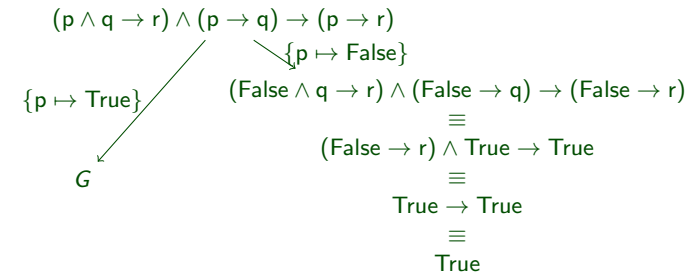 (p ∧ q → r) ∧ (p → q) → (p → r)
{p ↦ False}
{p ↦ True}
(False ∧ q → r) ∧ (False → q) → (False → r)
≡
(False → r) ∧ True → True
G
≡
True → True
≡
True